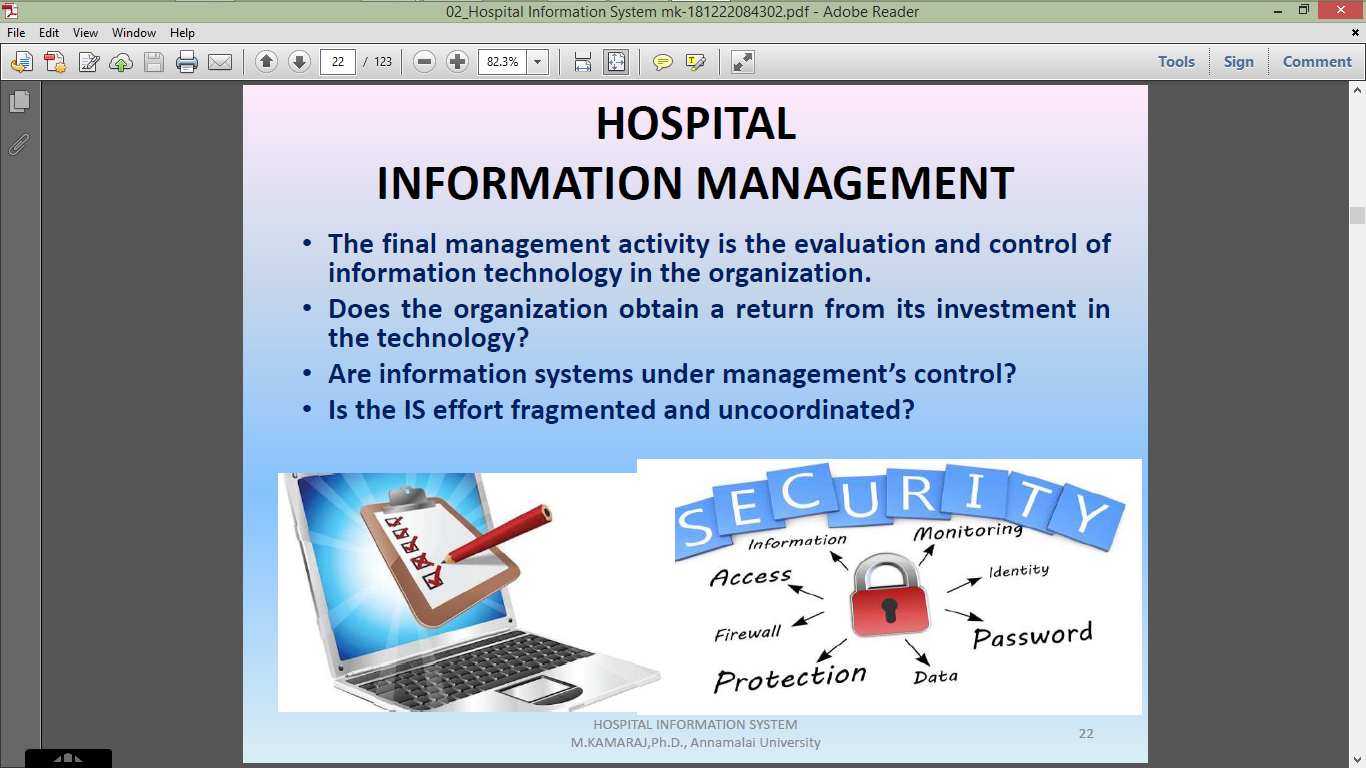 02_Hospital Information System mk-181222084302.pdf - Adobe Reader
File Edit View Window Help
22 / 123 82.3% Tools Sign Comment
HOSPITAL
INFORMATION MANAGEMENT
• The final management activity is the evaluation and control of
information technology in the organization.
• Does the organization obtain a return from its investment in
the technology?
• Are information systems under management’s control?
• Is the IS effort fragmented and uncoordinated?
SECURITY
Information
Monitoring
Access
Identity
Firewall
Password
Protection
Data
HOSPITAL INFORMATION SYSTEM
M.KAMARAJ,Ph.D., Annamalai University
22